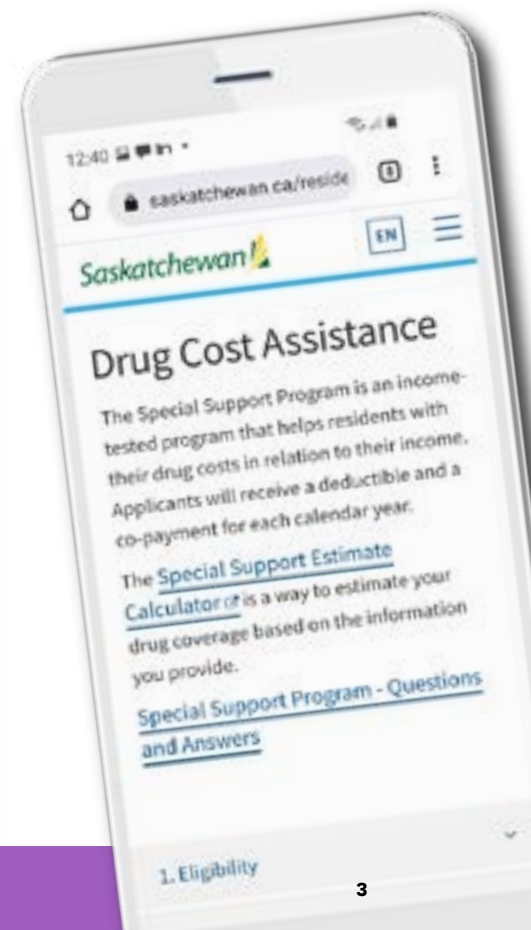 12:40
saskatchewan.ca/reside
Saskatchewan
EN
Drug Cost Assistance
The Special Support Program is an income-
tested program that helps residents with
their drug costs in relation to their income.
Applicants will receive a deductible and a
co-payment for each calendar year.
The Special Support Estimate
Calculator is a way to estimate your
drug coverage based on the information
you provide.
Special Support Program - Questions
and Answers
1. Eligibility
3